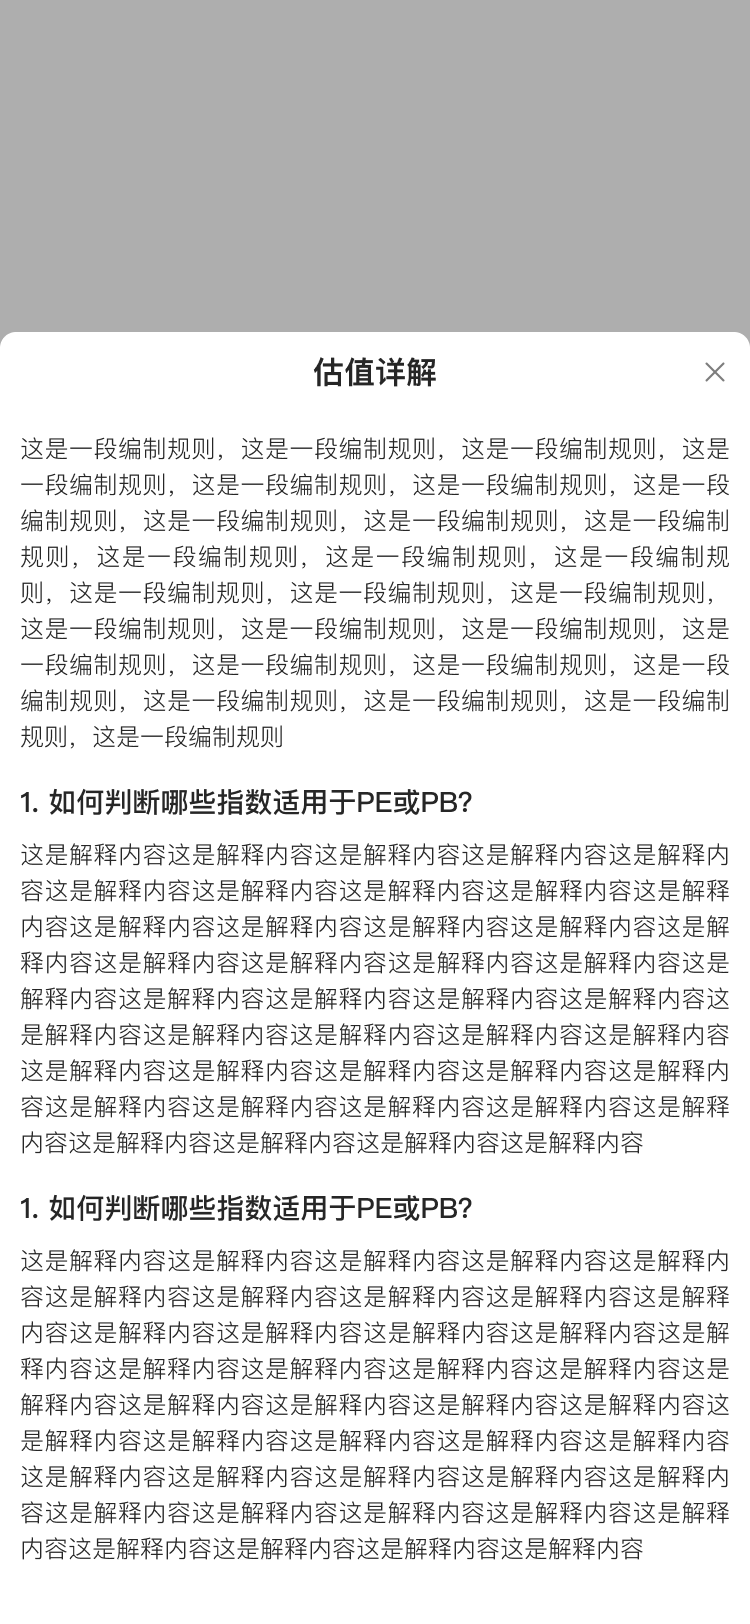 估值详解
这是一段编制规则，这是一段编制规则，这是一段编制规则，这是
一段编制规则，这是一段编制规则，这是一段编制规则，这是一段
编制规则，这是一段编制规则，这是一段编制规则，这是一段编制
规则，这是一段编制规则，这是一段编制规则，这是一段编制规
则，这是一段编制规则，这是一段编制规则，这是一段编制规则，
这是一段编制规则，这是一段编制规则，这是一段编制规则，这是
一段编制规则，这是一段编制规则，这是一段编制规则，这是一段
编制规则，这是一段编制规则，这是一段编制规则，这是一段编制
规则，这是一段编制规则
1. 如何判断哪些指数适用于PE或PB?
这是解释内容这是解释内容这是解释内容这是解释内容这是解释内
容这是解释内容这是解释内容这是解释内容这是解释内容这是解释
内容这是解释内容这是解释内容这是解释内容这是解释内容这是解
释内容这是解释内容这是解释内容这是解释内容这是解释内容这是
解释内容这是解释内容这是解释内容这是解释内容这是解释内容这
是解释内容这是解释内容这是解释内容这是解释内容这是解释内容
这是解释内容这是解释内容这是解释内容这是解释内容这是解释内
容这是解释内容这是解释内容这是解释内容这是解释内容这是解释
内容这是解释内容这是解释内容这是解释内容这是解释内容
1. 如何判断哪些指数适用于PE或PB?
这是解释内容这是解释内容这是解释内容这是解释内容这是解释内
容这是解释内容这是解释内容这是解释内容这是解释内容这是解释
内容这是解释内容这是解释内容这是解释内容这是解释内容这是解
释内容这是解释内容这是解释内容这是解释内容这是解释内容这是
解释内容这是解释内容这是解释内容这是解释内容这是解释内容这
是解释内容这是解释内容这是解释内容这是解释内容这是解释内容
这是解释内容这是解释内容这是解释内容这是解释内容这是解释内
容这是解释内容这是解释内容这是解释内容这是解释内容这是解释
内容这是解释内容这是解释内容这是解释内容这是解释内容